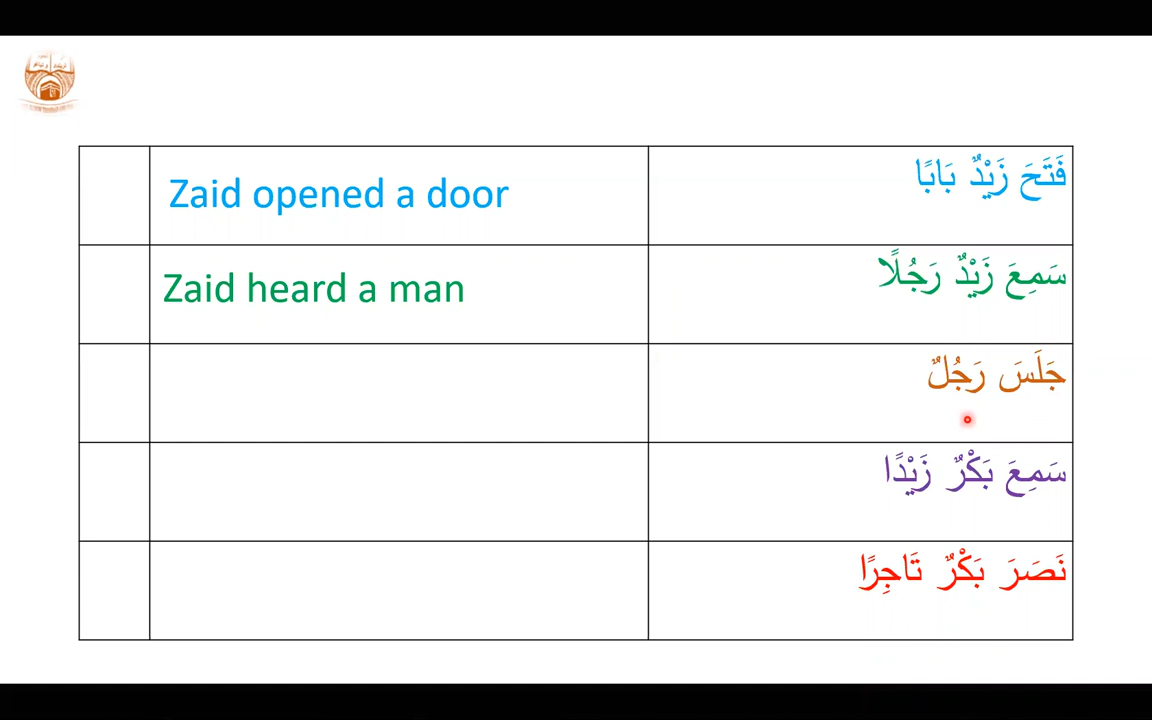 Zaid opened a door
فَتَحَ زَيْدٌ بَابًا
Zaid heard a man
سَمِعَ زَيْدٌ رَجُلًا
جَلَسَ رَجُلٌ
سَمِعَ بَكْرٌ زَيْدًا
نَصَرَ بَكْرٌ تَاجِرًا